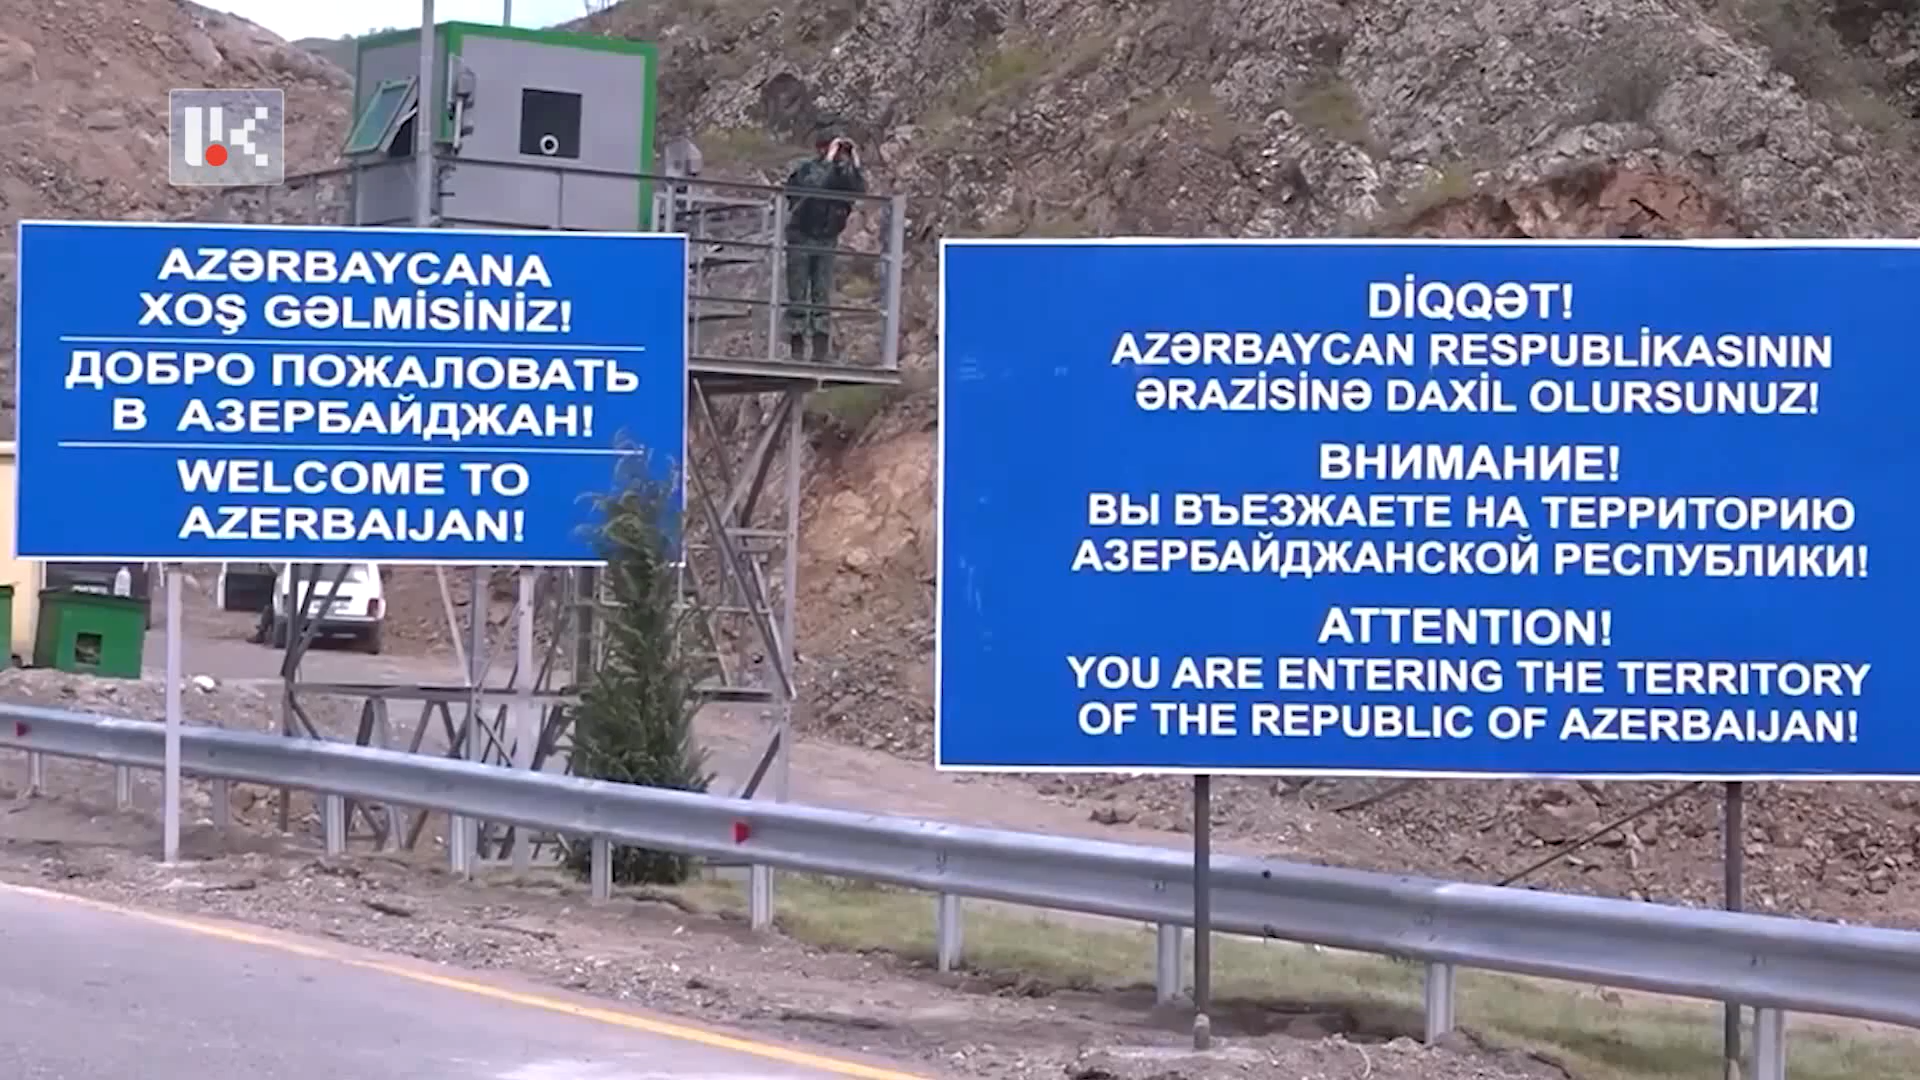 AZƏRBAYCANA
XOŞ GƏLMİSİNİZ!
ДОБРО ПОЖАЛОВАТЬ
В АЗЕРБАЙДЖАН!
WELCOME TO
AZERBAIJAN!
DİQQƏT!
AZƏRBAYCAN RESPUBLİKASININ
ƏRAZİSİNƏ DAXİL OLURSUNUZ!
ВНИМАНИЕ!
ВЫ ВЪЕЗЖАЕТЕ НА ТЕРРИТОРИЮ
АЗЕРБАЙДЖАНСКОЙ РЕСПУБЛИКИ!
ATTENTION!
YOU ARE ENTERING THE TERRITORY
OF THE REPUBLIC OF AZERBAIJAN!